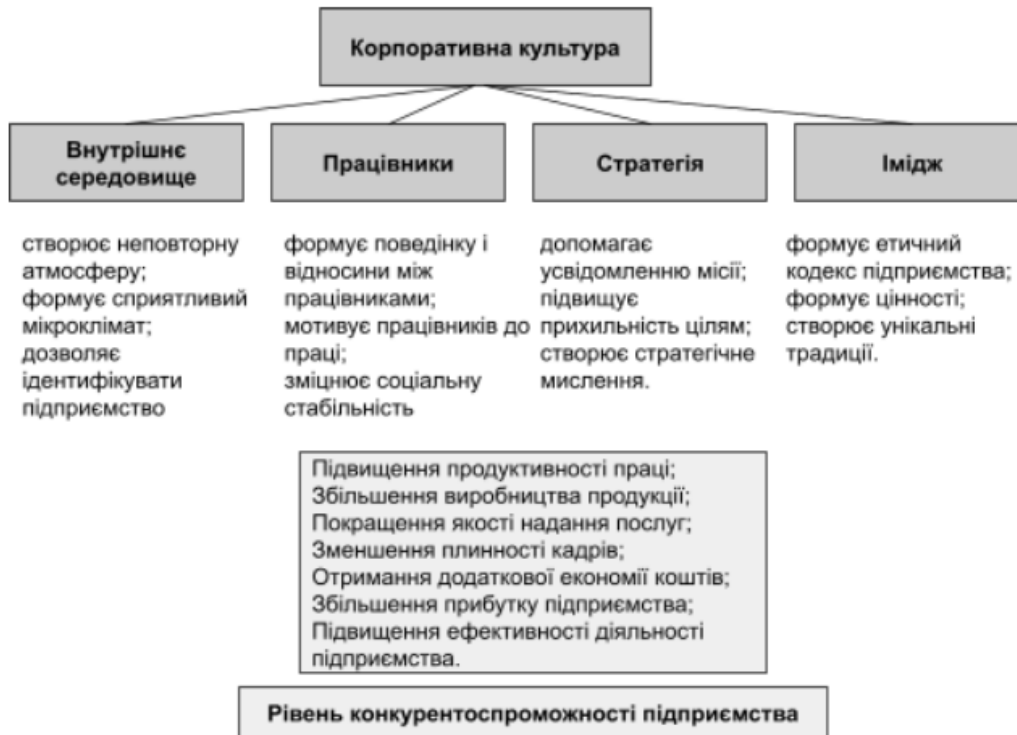 Корпоративна культура
Внутрішнє
середовище
Працівники
Стратегія
Імідж
створює неповторну
атмосферу;
формує сприятливий
мікроклімат;
дозволяє
ідентифікувати
підприємство
формує поведінку і
відносини між
працівниками;
мотивує працівників до
праці;
зміцнює соціальну
стабільність
допомагає
усвідомленню місії;
підвищує
прихильність цілям;
створює стратегічне
мислення.
формує етичний
кодекс підприємства;
формує цінності;
створює унікальні
традиції.
Підвищення продуктивності праці;
Збільшення виробництва продукції;
Покращення якості надання послуг;
Зменшення плинності кадрів;
Отримання додаткової економії коштів;
Збільшення прибутку підприємства;
Підвищення ефективності діяльності
підприємства.
Рівень конкурентоспроможності підприємства